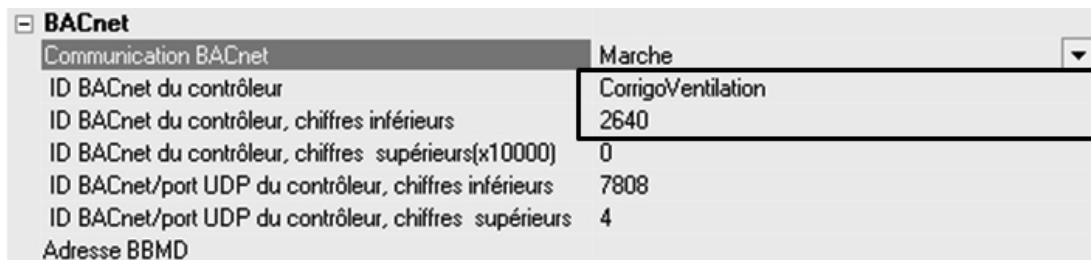 BACnet
Communication BACnet Marche
ID BACnet du contrôleur CorrigoVentilation
ID BACnet du contrôleur, chiffres inférieurs 2640
ID BACnet du contrôleur, chiffres supérieurs(x10000) 0
ID BACnet/port UDP du contrôleur, chiffres inférieurs 7808
ID BACnet/port UDP du contrôleur, chiffres supérieurs 4
Adresse BBMD